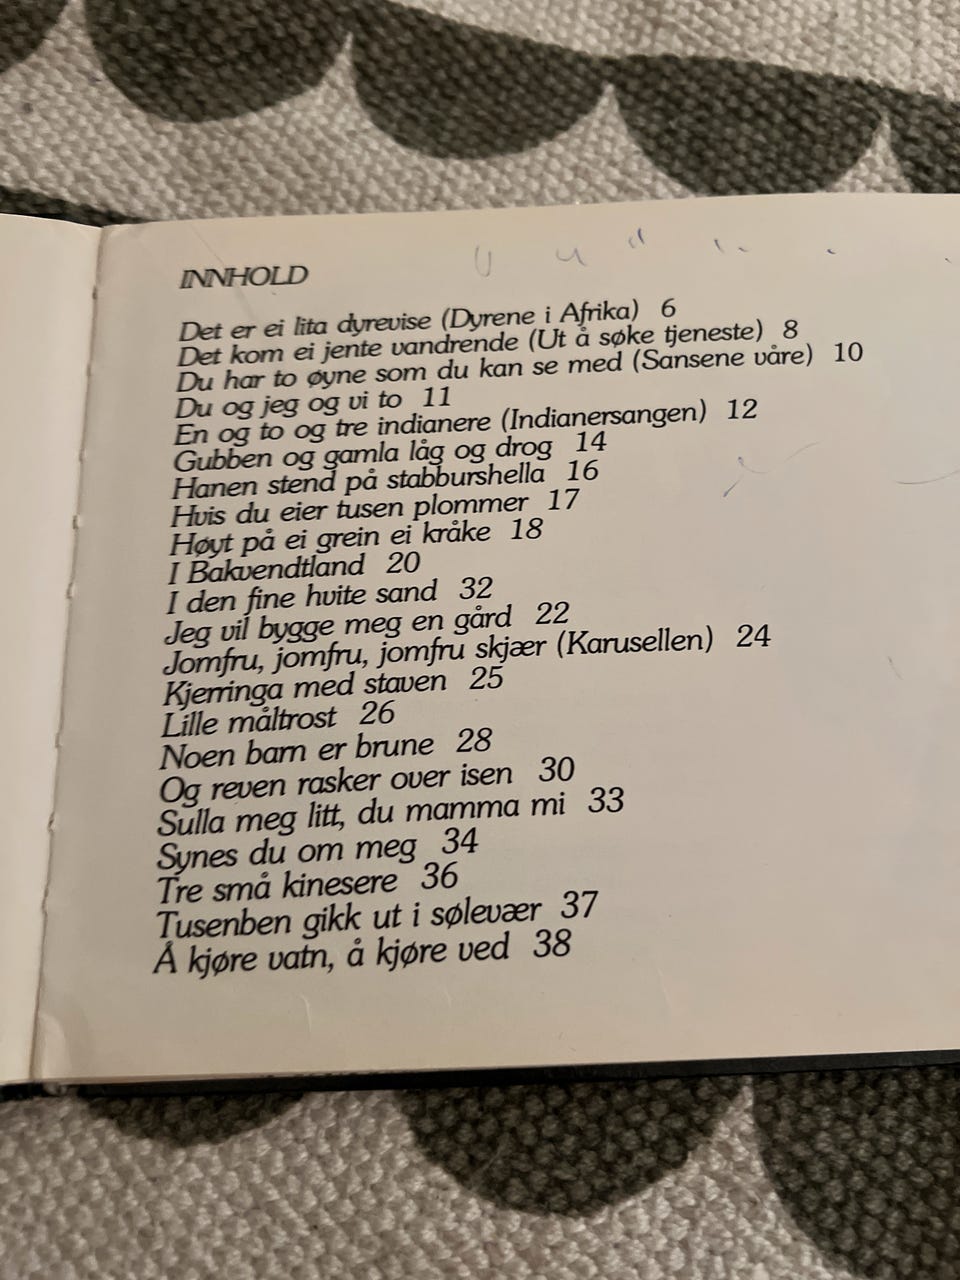 INNHOLD
Det er ei lita dyrevise (Dyrene i Afrika) 6
Det kom ei jente vandrende (Ut å søke tjeneste) 8
Du har to øyne som du kan se med (Sansene våre) 10
Du og jeg og vi to 11
En og to og tre indianere (Indianersangen) 12
Gubben og gamla låg og drog 14
Hanen stend på stabburshella 16
Hvis du eier tusen plommer 17
Høyt på ei grein ei kråke 18
I Bakvendtland 20
I den fine hvite sand 32
Jeg vil bygge meg en gård 22
Jomfru, jomfru, jomfru skjær (Karusellen) 24
Kjerringa med staven 25
Lille måltrost 26
Noen barn er brune 28
Og reven rasker over isen 30
Sulla meg litt, du mamma mi 33
Synes du om meg 34
Tre små kinesere 36
Tusenben gikk ut i sølevær 37
Å kjøre vatn, å kjøre ved 38